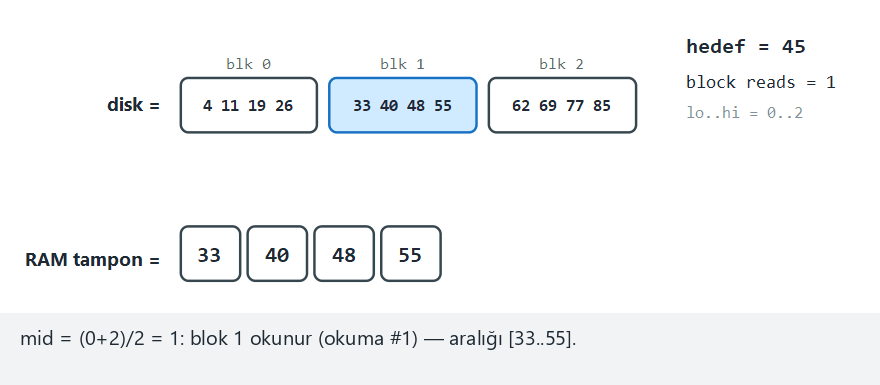 hedef = 45
blk 0 blk 1 blk 2
block reads = 1
disk = 4 11 19 26 33 40 48 55 62 69 77 85
lo..hi = 0..2
RAM tampon = 33 40 48 55
mid = (0+2)/2 = 1: blok 1 okunur (okuma #1) — aralığı [33..55].